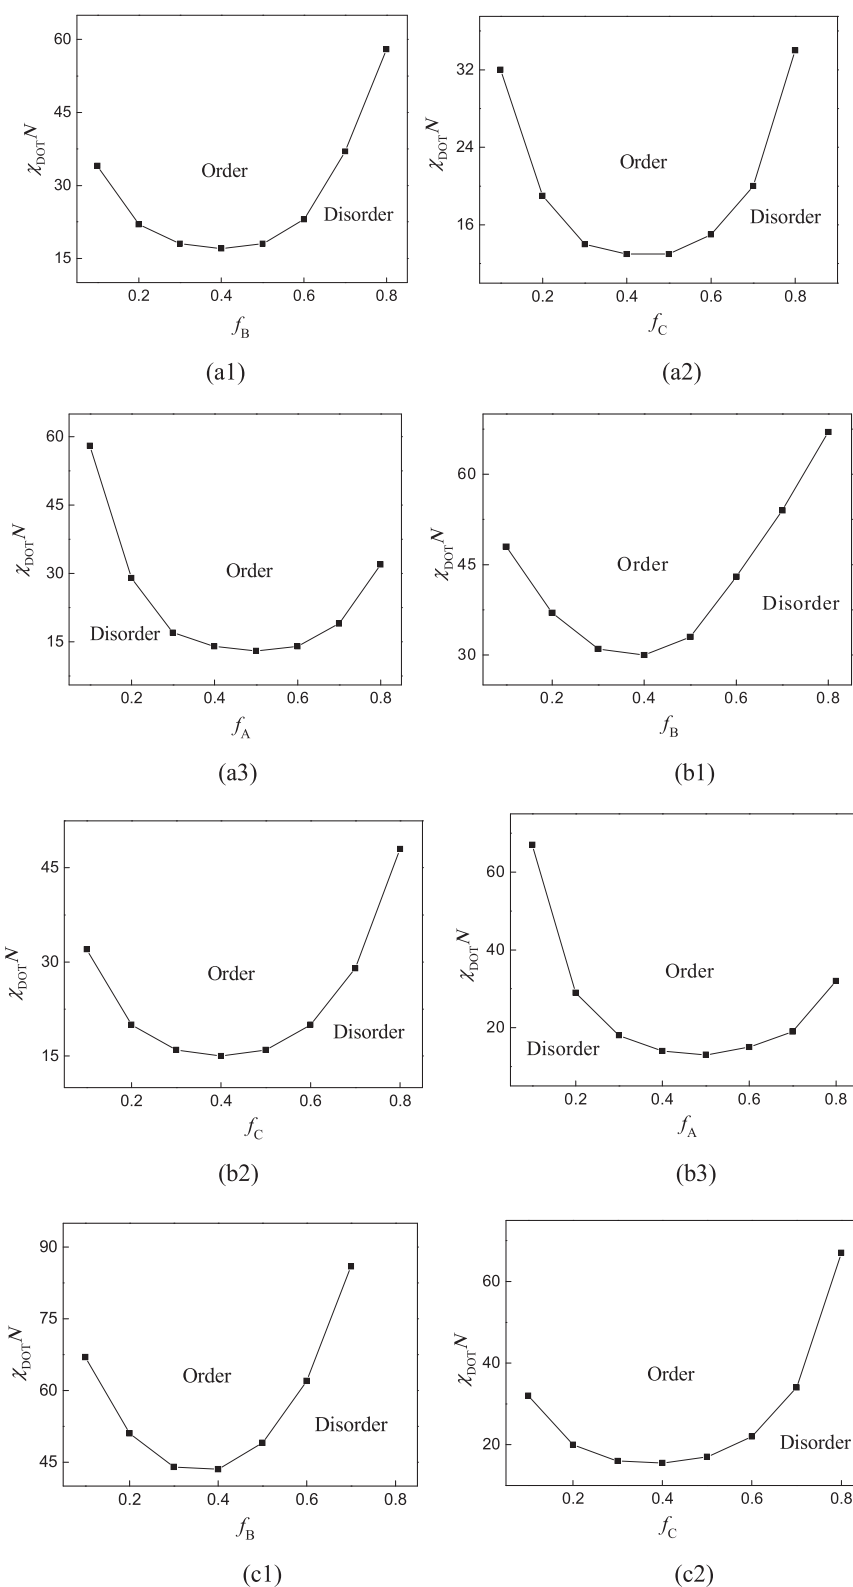 60
45
30
15
χDOTN
Order
Disorder
0.2 0.4 0.6 0.8
fB
(a1)
32
24
16
χDOTN
Order
Disorder
0.2 0.4 0.6 0.8
fC
(a2)
60
45
30
15
χDOTN
Order
Disorder
0.2 0.4 0.6 0.8
fA
(a3)
60
45
30
χDOTN
Order
Disorder
0.2 0.4 0.6 0.8
fB
(b1)
45
30
15
χDOTN
Order
Disorder
0.2 0.4 0.6 0.8
fC
(b2)
60
40
20
χDOTN
Order
Disorder
0.2 0.4 0.6 0.8
fA
(b3)
90
75
60
45
χDOTN
Order
Disorder
0.2 0.4 0.6 0.8
fB
(c1)
60
40
20
χDOTN
Order
Disorder
0.2 0.4 0.6 0.8
fC
(c2)